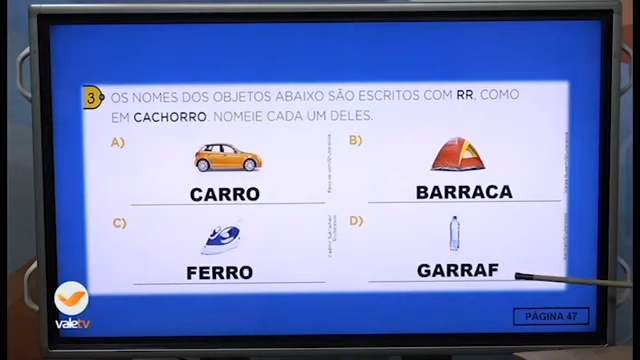 3 OS NOMES DOS OBJETOS ABAIXO SÃO ESCRITOS COM RR, COMO
EM CACHORRO. NOMEIE CADA UM DELES.
A)
CARRO
B)
BARRACA
C)
FERRO
D)
GARRAF
PÁGINA 47
valetv